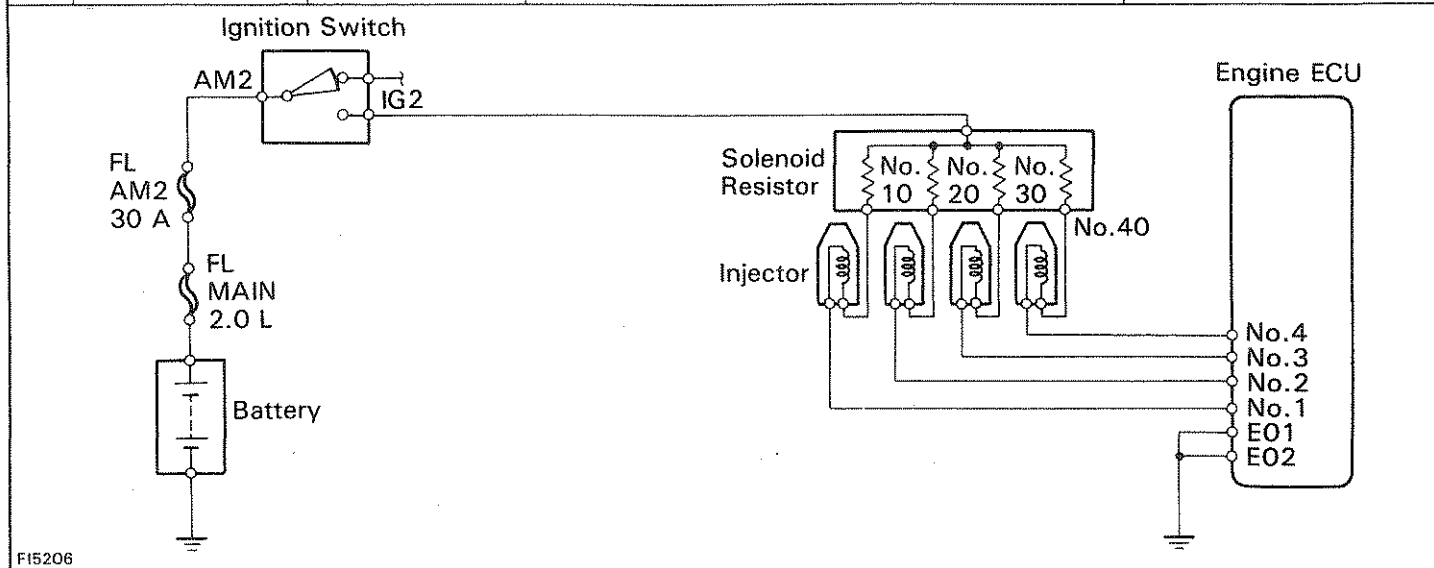 Ignition Switch
AM2
IG2
Engine ECU
FL
AM2
30 A
Solenoid
Resistor
No.
10
No.
20
No.
30
No.40
FL
MAIN
2.0 L
Injector
Battery
No.4
No.3
No.2
No.1
E01
E02
FI5206